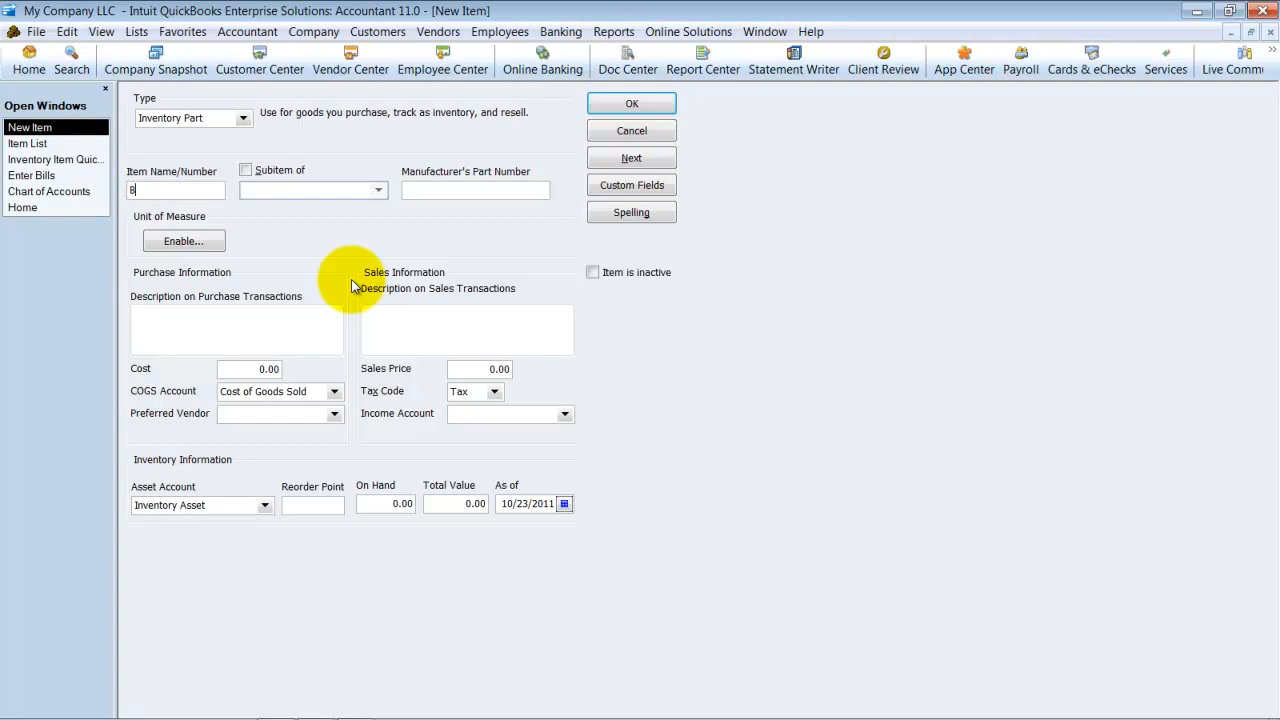 My Company LLC - Intuit QuickBooks Enterprise Solutions: Accountant 11.0 - [New Item]
File Edit View Lists Favorites Accountant Company Customers Vendors Employees Banking Reports Online Solutions Window Help
Home Search Company Snapshot Customer Center Vendor Center Employee Center Online Banking Doc Center Report Center Statement Writer Client Review App Center Payroll Cards & eChecks Services Live Commu
Open Windows
New Item
Item List
Inventory Item Quic...
Enter Bills
Chart of Accounts
Home
Type
Inventory Part Use for goods you purchase, track as inventory, and resell.
OK
Cancel
Next
Custom Fields
Spelling
Item Name/Number Subitem of Manufacturer's Part Number
B
Unit of Measure
Enable...
Item is inactive
Purchase Information
Description on Purchase Transactions
Cost 0.00
COGS Account Cost of Goods Sold
Preferred Vendor
Sales Information
Description on Sales Transactions
Sales Price 0.00
Tax Code Tax
Income Account
Inventory Information
Asset Account Reorder Point On Hand Total Value As of
Inventory Asset 0.00 0.00 10/23/2011